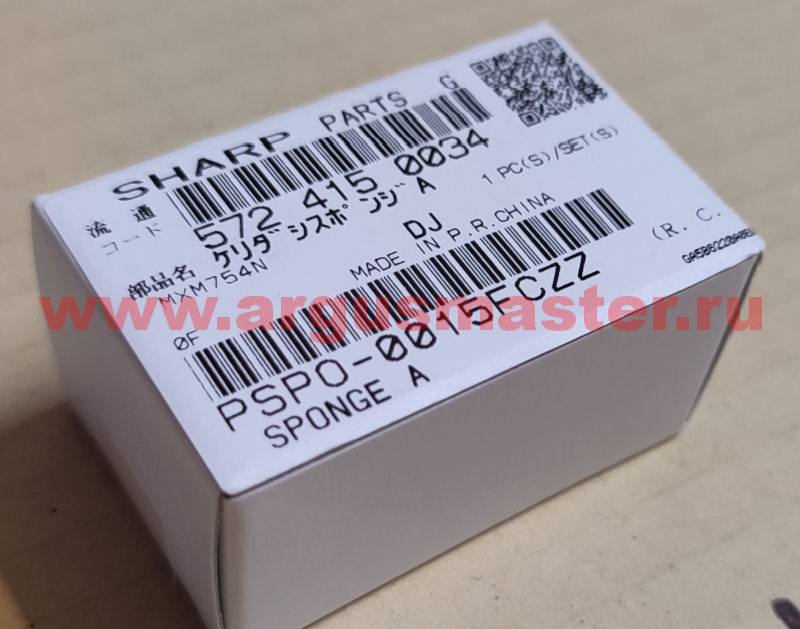 SHARP PARTS G
流通
コード
572 415 0034
ケリダシスポンジA
部品名
MXM754N
DJ
1 PC(S)/SET(S)
MADE IN P.R.CHINA
(R. C.
0F
PSPO-0015FCZZ
SPONGE A
www.argusmaster.ru